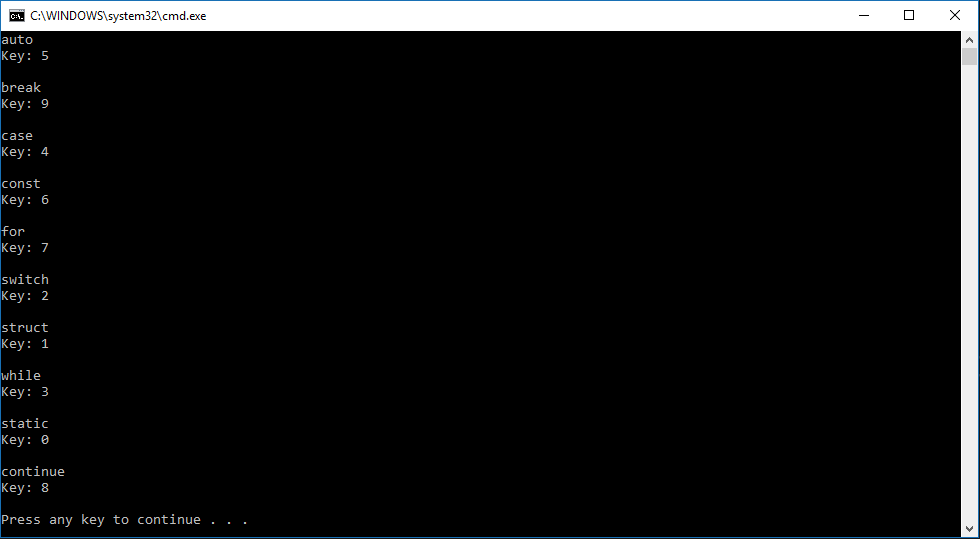 C:\WINDOWS\system32\cmd.exe
auto
Key: 5
break
Key: 9
case
Key: 4
const
Key: 6
for
Key: 7
switch
Key: 2
struct
Key: 1
while
Key: 3
static
Key: 0
continue
Key: 8
Press any key to continue . . .